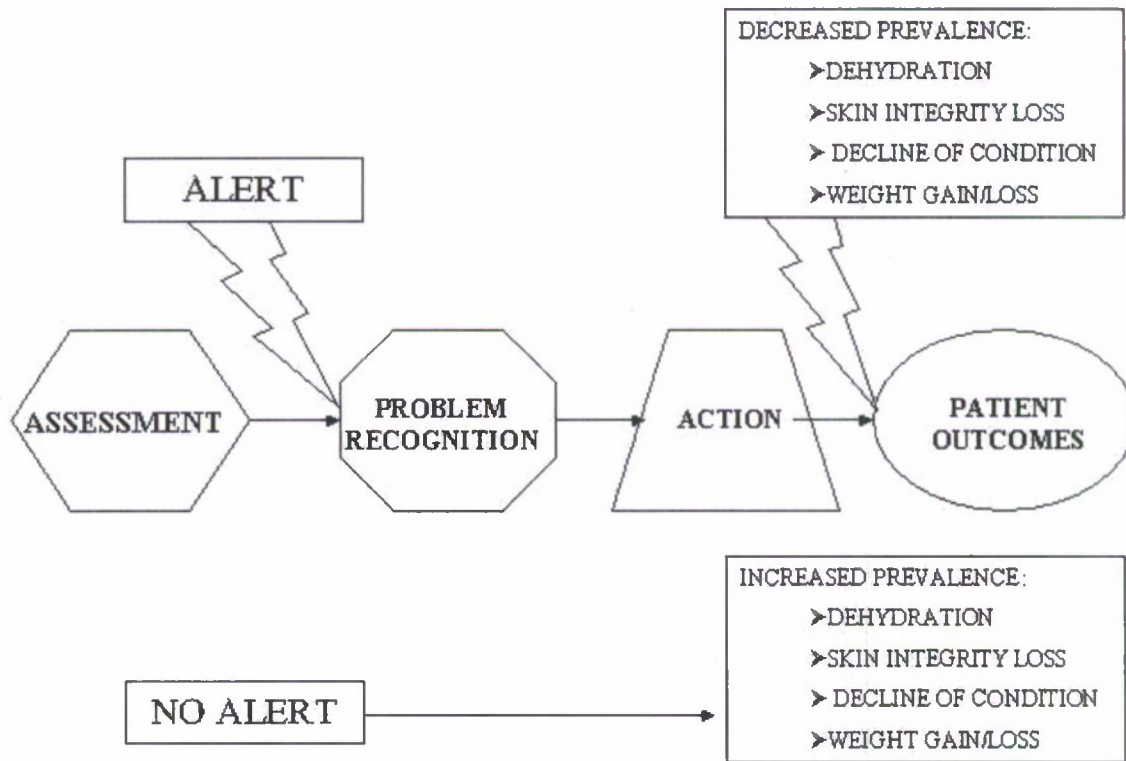 DECREASED PREVALENCE:
➤DEHYDRATION
➤SKIN INTEGRITY LOSS
➤ DECLINE OF CONDITION
➤WEIGHT GAIN/LOSS
ALERT
ASSESSMENT
PROBLEM
RECOGNITION
ACTION
PATIENT
OUTCOMES
INCREASED PREVALENCE:
➤DEHYDRATION
➤SKIN INTEGRITY LOSS
➤ DECLINE OF CONDITION
➤WEIGHT GAIN/LOSS
NO ALERT